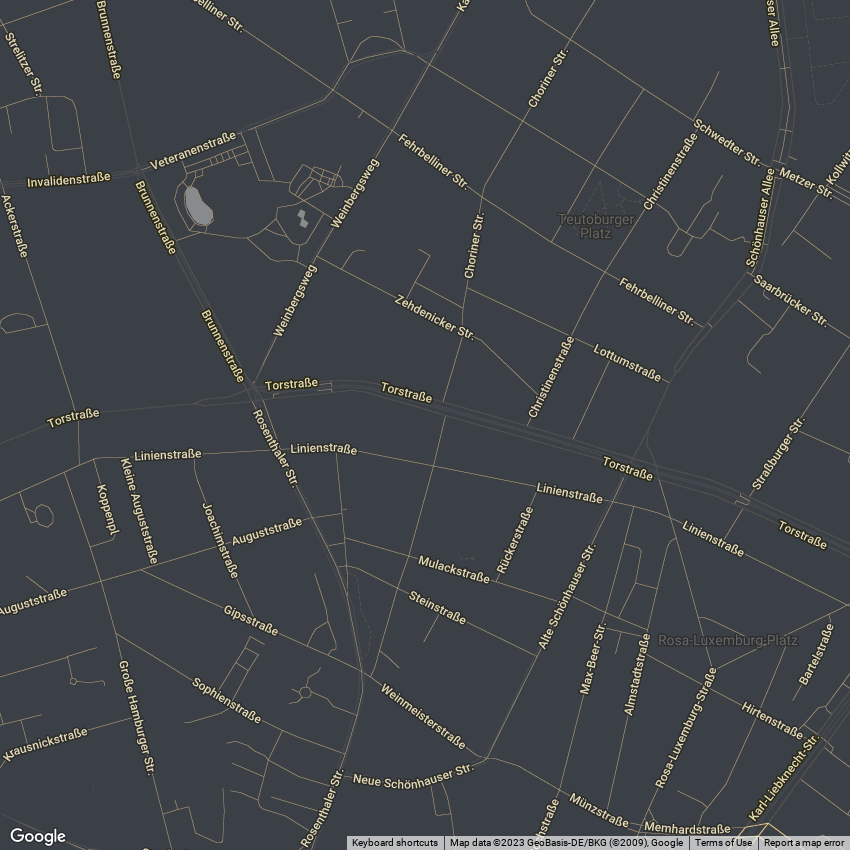 belliner Str.
Strelitzer Str.
Brunnenstraße
Choriner Str.
Veteranenstraße
Fehrbelliner Str.
Schwedter Str.
Christinenstraße
Metzer Str.
Invalidenstraße
Weinbergsweg
Ackerstraße
Brunnenstraße
Teutoburger
Platz
Choriner Str.
Schönhauser Allee
Weinbergsweg
Zehdenicker Str.
Fehrbelliner Str.
Saarbrücker Str.
Brunnenstraße
Christinenstraße
Lottumstraße
Torstraße
Torstraße
Torstraße
Rosenthaler Str.
Linienstraße
Linienstraße
Torstraße
Straßburger Str.
Koppenpl.
Kleine Auguststraße
Joachimstraße
Auguststraße
Linienstraße
Rückerstraße
Linienstraße
Torstraße
Mulackstraße
Auguststraße
Gipsstraße
Steinstraße
Alte Schönhauser Str.
Max-Beer-Str.
Almstadtstraße
Rosa-Luxemburg-Platz
Bartelstraße
Große Hamburger Str.
Sophienstraße
Weinmeisterstraße
Rosa-Luxemburg-Straße
Hirtenstraße
Krausnickstraße
Neue Schönhauser Str.
Rosenthaler Str.
Münzstraße
Memhardstraße
Karl-Liebknecht-Str.
Google
Keyboard shortcuts
Map data ©2023 GeoBasis-DE/BKG (©2009), Google
Terms of Use
Report a map error